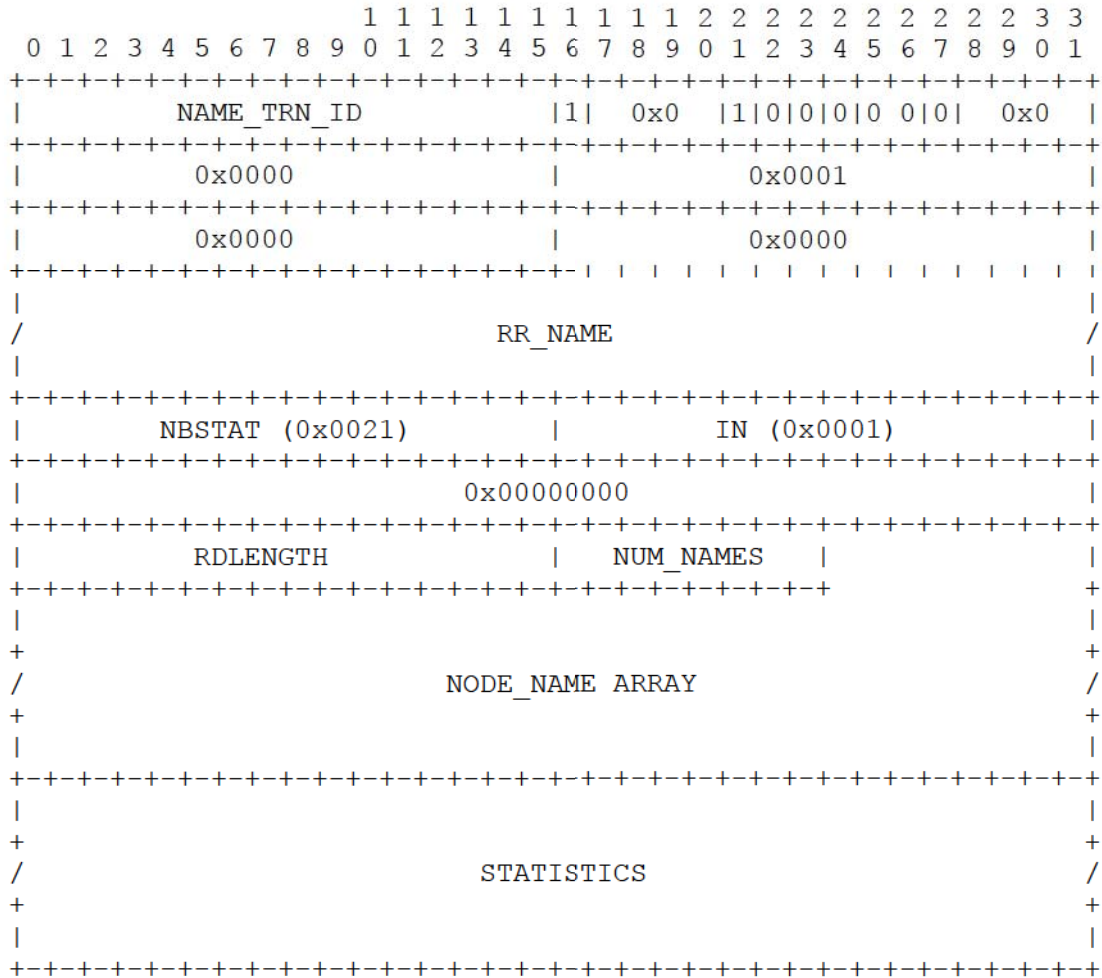 1 1 1 1 1 1 1 1 1 1 2 2 2 2 2 2 2 2 2 2 3 3
0 1 2 3 4 5 6 7 8 9 0 1 2 3 4 5 6 7 8 9 0 1 2 3 4 5 6 7 8 9 0 1
+-+-+-+-+-+-+-+-+-+-+-+-+-+-+-+-+-+-+-+-+-+-+-+-+-+-+-+-+-+-+-+-+
| NAME_TRN_ID |1| 0x0 |1|0|0|0|0 0|0| 0x0 |
+-+-+-+-+-+-+-+-+-+-+-+-+-+-+-+-+-+-+-+-+-+-+-+-+-+-+-+-+-+-+-+-+
| 0x0000 | 0x0001 |
+-+-+-+-+-+-+-+-+-+-+-+-+-+-+-+-+-+-+-+-+-+-+-+-+-+-+-+-+-+-+-+-+
| 0x0000 | 0x0000 |
+-+-+-+-+-+-+-+-+-+-+-+-+-+-+-+-+- | | | | | | | | | | | | | | | |
| |
/ RR_NAME /
| |
+-+-+-+-+-+-+-+-+-+-+-+-+-+-+-+-+-+-+-+-+-+-+-+-+-+-+-+-+-+-+-+-+
| NBSTAT (0x0021) | IN (0x0001) |
+-+-+-+-+-+-+-+-+-+-+-+-+-+-+-+-+-+-+-+-+-+-+-+-+-+-+-+-+-+-+-+-+
| 0x00000000 |
+-+-+-+-+-+-+-+-+-+-+-+-+-+-+-+-+-+-+-+-+-+-+-+-+-+-+-+-+-+-+-+-+
| RDLENGTH | NUM_NAMES | |
+-+-+-+-+-+-+-+-+-+-+-+-+-+-+-+-+-+-+-+-+-+-+-+-+ +
| |
+ +
/ NODE_NAME ARRAY /
+ +
| |
+-+-+-+-+-+-+-+-+-+-+-+-+-+-+-+-+-+-+-+-+-+-+-+-+-+-+-+-+-+-+-+-+
| |
+ +
/ STATISTICS /
+ +
| |
+-+-+-+-+-+-+-+-+-+-+-+-+-+-+-+-+-+-+-+-+-+-+-+-+-+-+-+-+-+-+-+-+